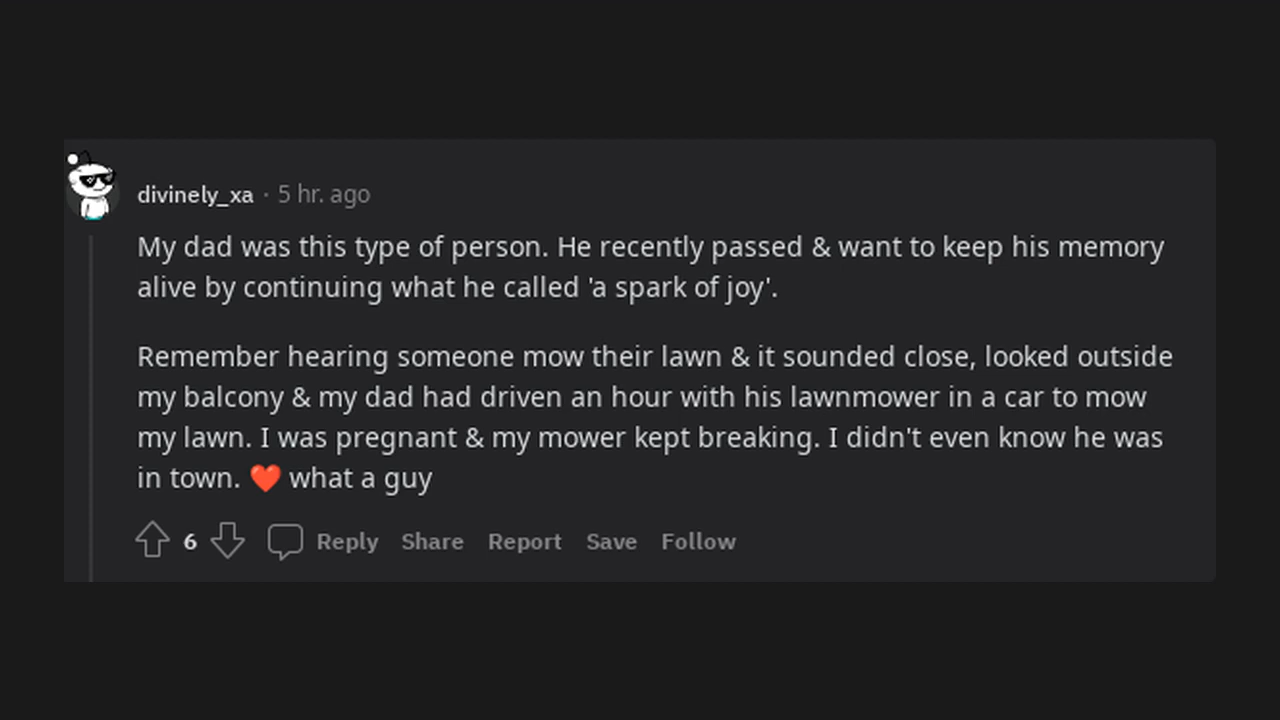 divinely_xa · 5 hr. ago
My dad was this type of person. He recently passed & want to keep his memory
alive by continuing what he called 'a spark of joy'.
Remember hearing someone mow their lawn & it sounded close, looked outside
my balcony & my dad had driven an hour with his lawnmower in a car to mow
my lawn. I was pregnant & my mower kept breaking. I didn't even know he was
in town. ❤️ what a guy
6 Reply Share Report Save Follow